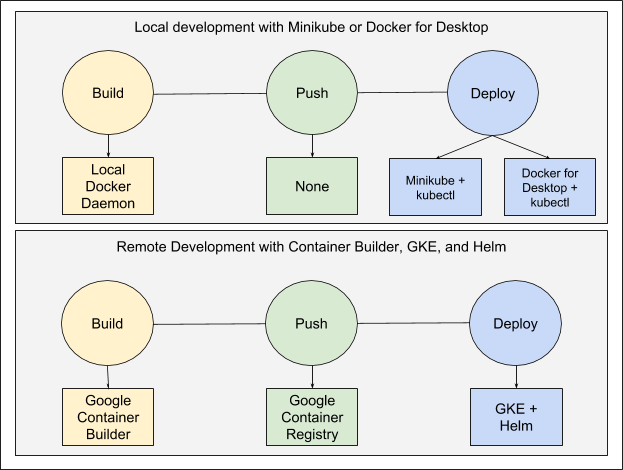 Local development with Minikube or Docker for Desktop
Build
Push
Deploy
Local
Docker
Daemon
None
Minikube +
kubectl
Docker for
Desktop +
kubectl
Remote Development with Container Builder, GKE, and Helm
Build
Push
Deploy
Google
Container
Builder
Google
Container
Registry
GKE +
Helm